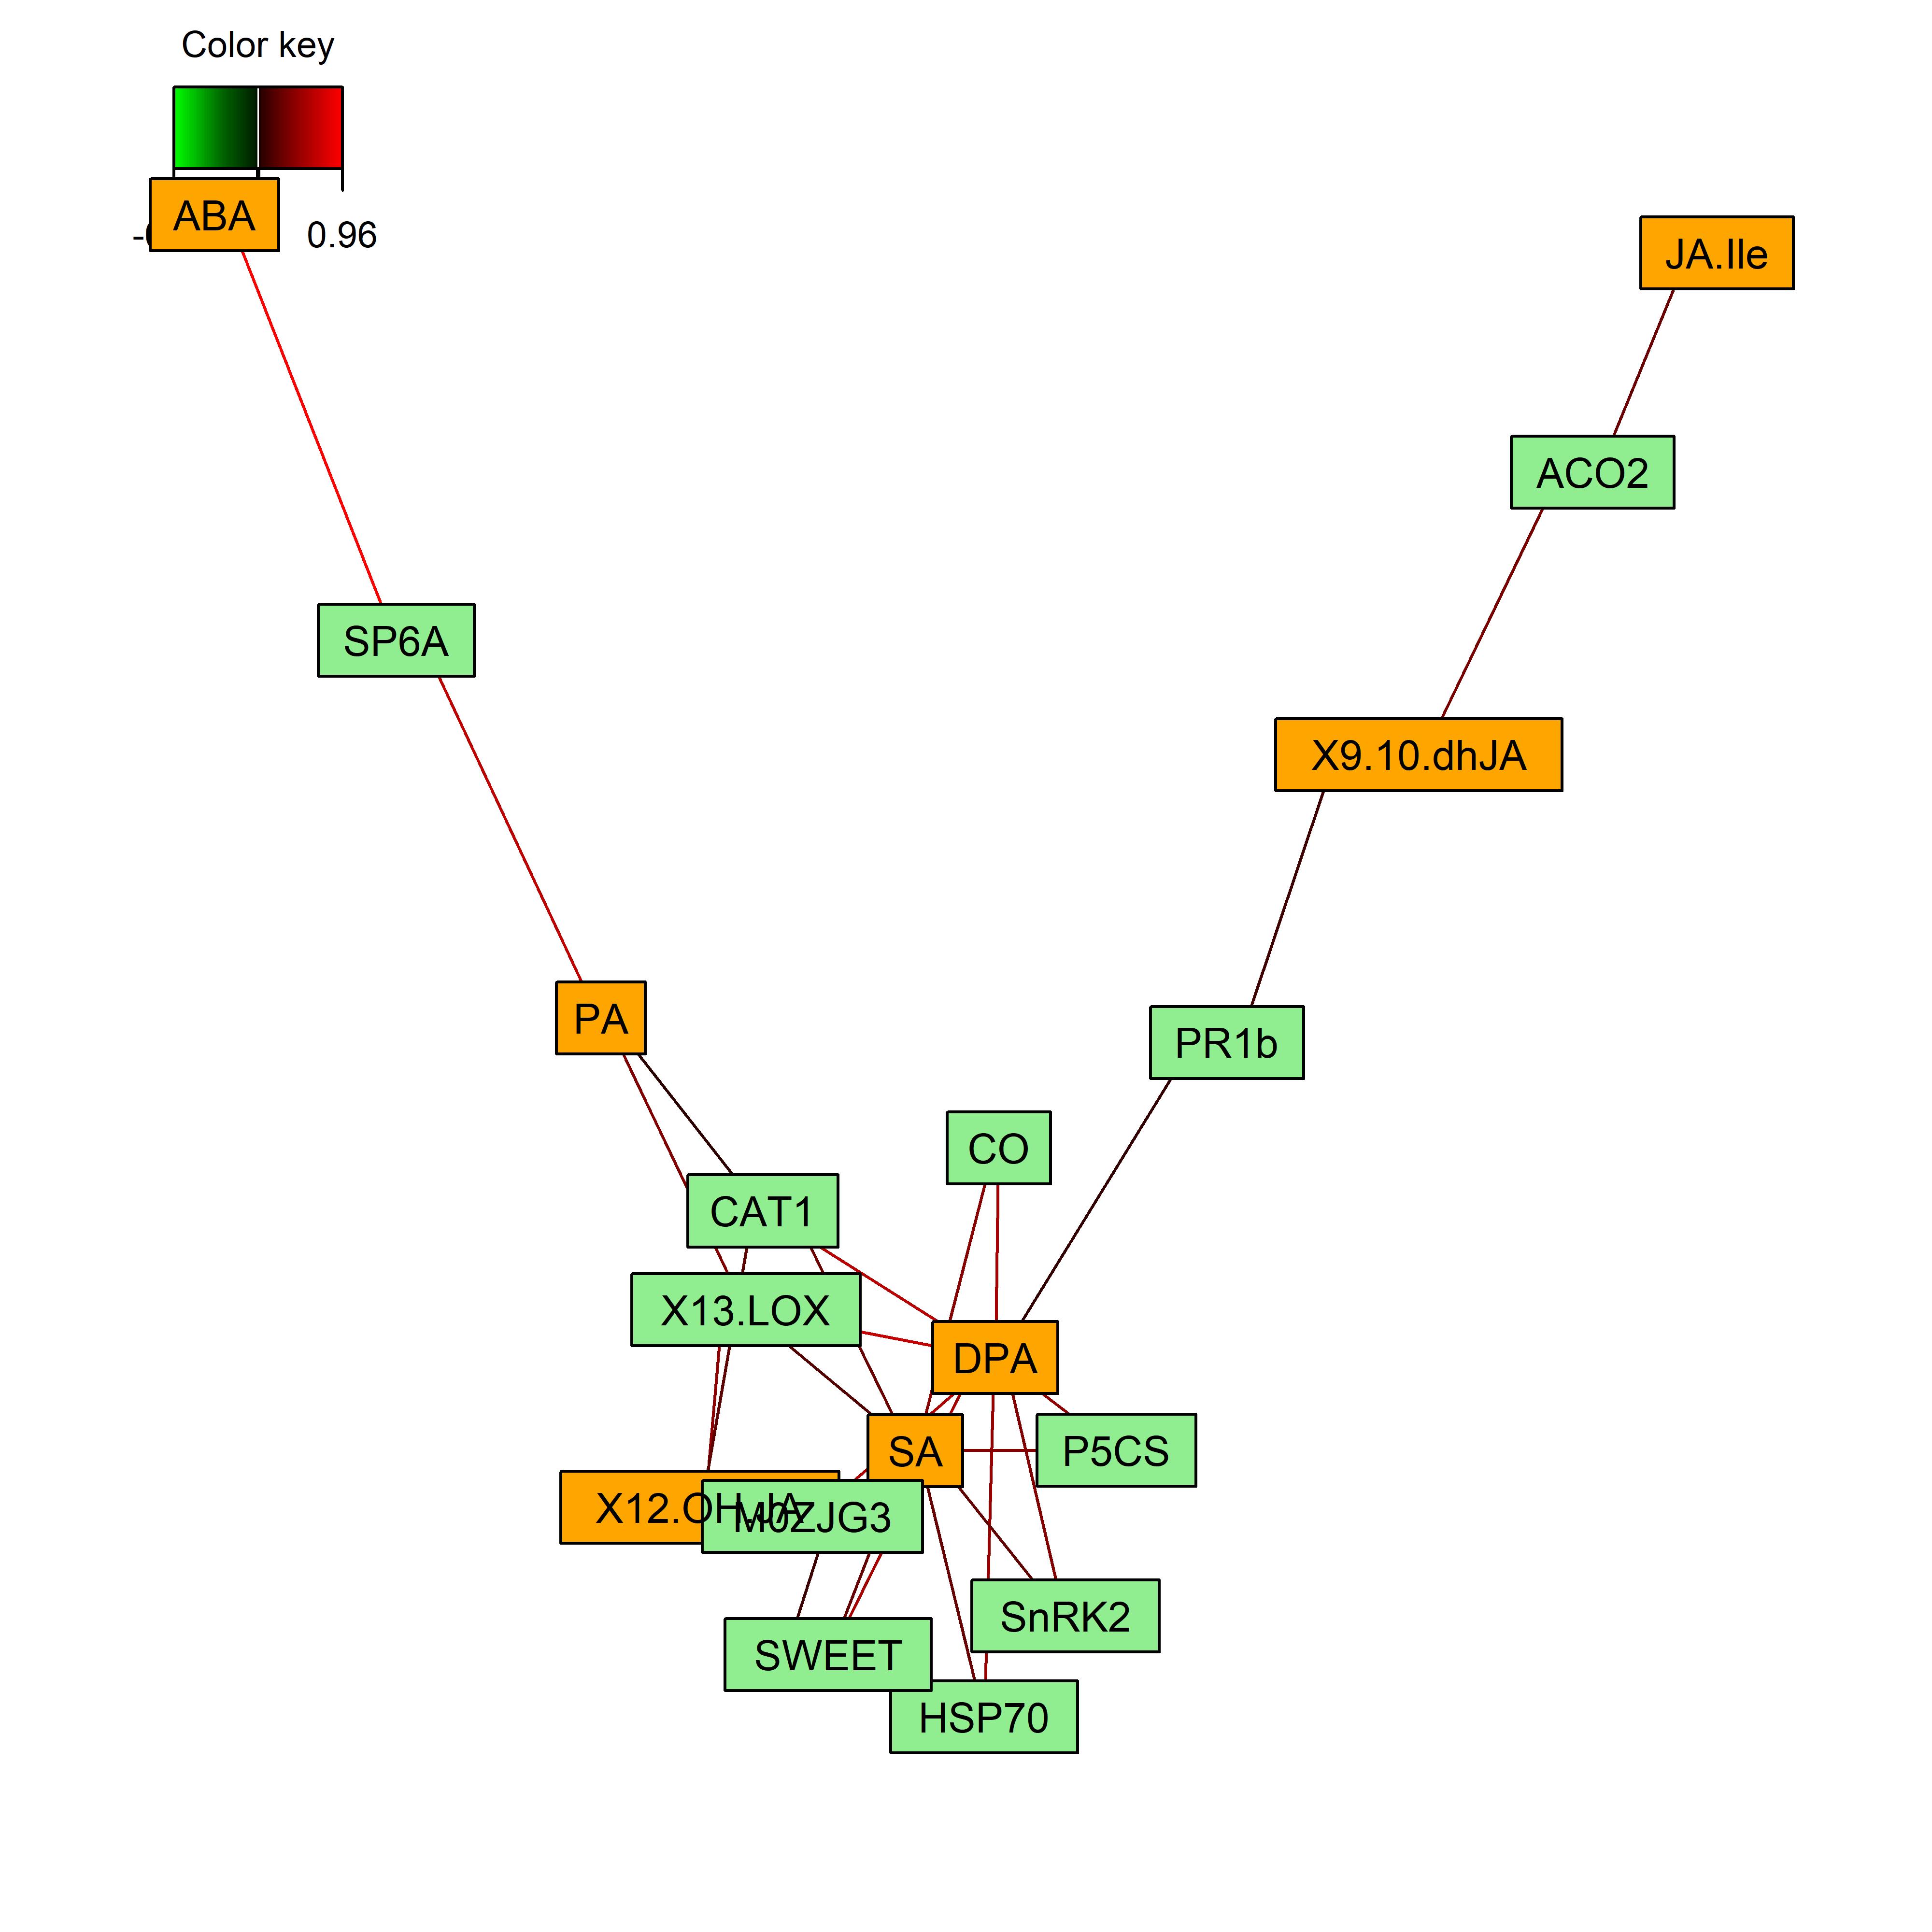 Color key
ABA
0.96
JA.Ile
ACO2
SP6A
X9.10.dhJA
PA
PR1b
CO
CAT1
X13.LOX
DPA
SA
P5CS
X12.OH.JA
M0ZJG3
SnRK2
SWEET
HSP70